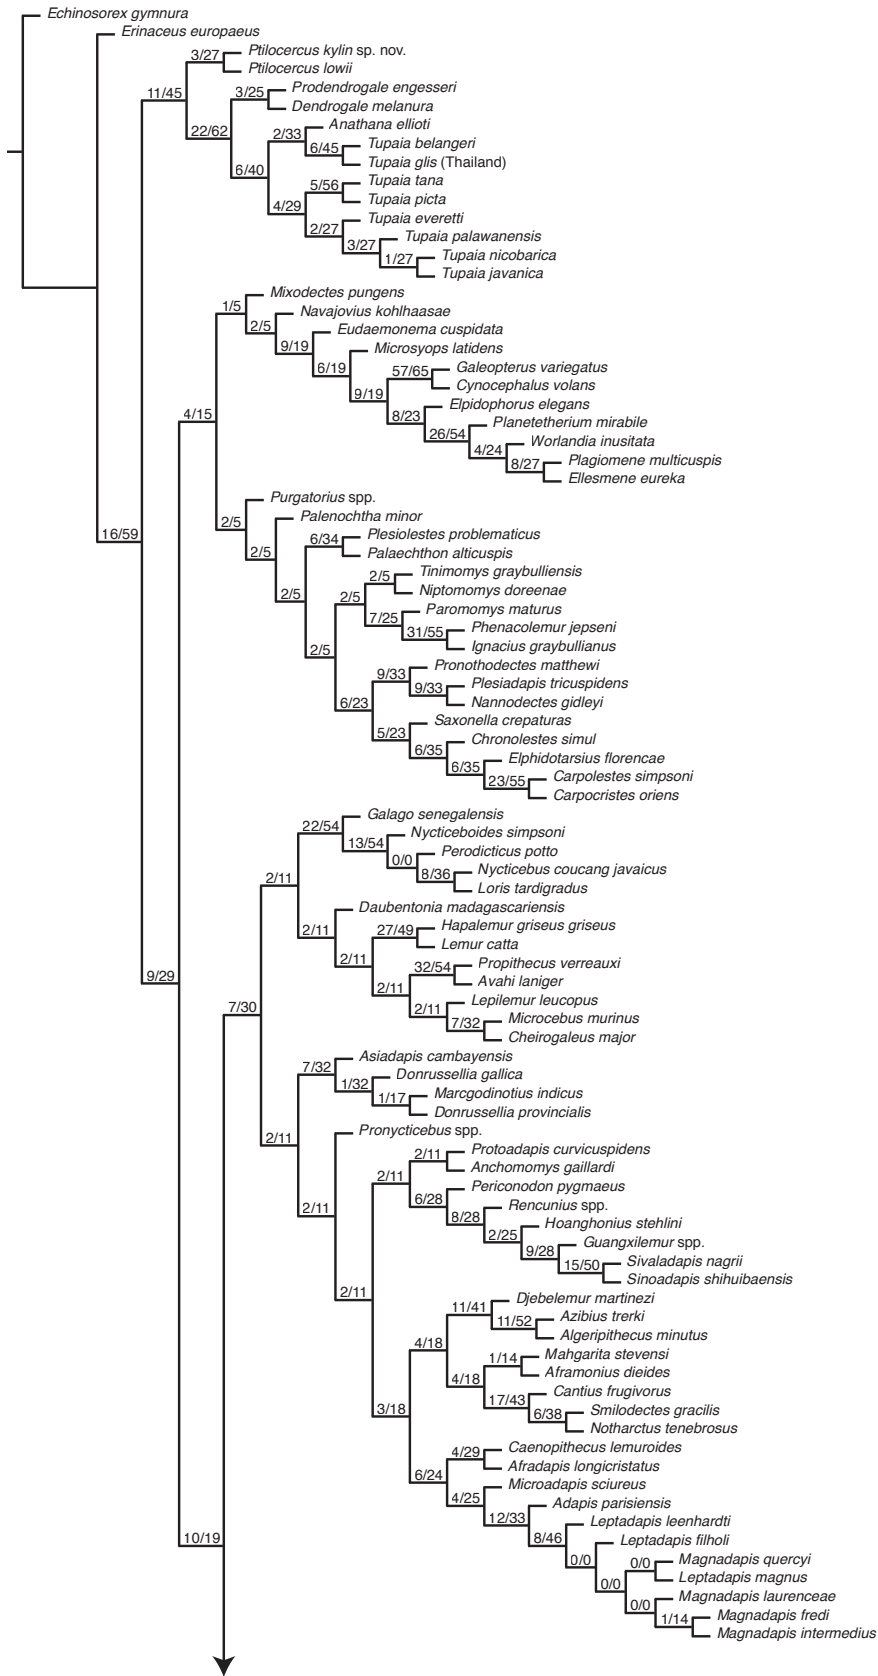 Echinosorex gymnura
Erinaceus europaeus
3/27
Ptilocercus kylin sp. nov.
Ptilocercus lowii
11/45
3/25
Prodendrogale engesseri
Dendrogale melanura
22/62
2/33
Anathana ellioti
6/45
Tupaia belangeri
Tupaia glis (Thailand)
6/40
5/56
Tupaia tana
Tupaia picta
4/29
Tupaia everetti
2/27
Tupaia palawanensis
3/27
Tupaia nicobarica
1/27
Tupaia javanica
Mixodectes pungens
1/5
Navajovius kohlhaasae
2/5
Eudaemonema cuspidata
9/19
Microsyops latidens
6/19
Galeopterus variegatus
57/65
Cynocephalus volans
9/19
Elpidophorus elegans
8/23
4/15
Planetetherium mirabile
26/54
Worlandia inusitata
4/24
Plagiomene multicuspis
8/27
Ellesmene eureka
Purgatorius spp.
2/5
Palenochtha minor
16/59
2/5
6/34
Plesiolestes problematicus
Palaechthon alticuspis
2/5
Tinimomys graybulliensis
2/5
Niptomomys doreenae
2/5
Paromomys maturus
7/25
Phenacolemur jepseni
31/55
Ignacius graybullianus
2/5
Pronothodectes matthewi
9/33
Plesiadapis tricuspidens
9/33
Nannodectes gidleyi
6/23
Saxonella crepaturas
5/23
Chronolestes simul
6/35
Elphidotarsius florencae
6/35
Carpolestes simpsoni
23/55
Carpocristes oriens
Galago senegalensis
22/54
Nycticeboides simpsoni
13/54
Perodicticus potto
0/0
Nycticebus coucang javaicus
8/36
Loris tardigradus
2/11
Daubentonia madagascariensis
2/11
27/49
Hapalemur griseus griseus
Lemur catta
2/11
32/54
Propithecus verreauxi
Avahi laniger
9/29
2/11
Lepilemur leucopus
2/11
Microcebus murinus
7/32
Cheirogaleus major
7/30
Asiadapis cambayensis
7/32
Donrussellia gallica
1/32
Marcgodinotius indicus
1/17
Donrussellia provincialis
2/11
Pronycticebus spp.
2/11
Protoadapis curvicuspidens
2/11
Anchomomys gaillardi
2/11
Periconodon pygmaeus
6/28
Rencunius spp.
8/28
Hoanghonius stehlini
2/25
Guangxilemur spp.
9/28
Sivaladapis nagrii
15/50
Sinoadapis shihuibaensis
2/11
Djebelemur martinezi
11/41
Azibius trerki
11/52
Algeripithecus minutus
4/18
1/14
Mahgarita stevensi
Aframonius dieides
4/18
Cantius frugivorus
17/43
Smilodectes gracilis
6/38
Notharctus tenebrosus
3/18
4/29
Caenopithecus lemuroides
Afradapis longicristatus
6/24
Microadapis sciureus
4/25
Adapis parisiensis
12/33
Leptadapis leenhardti
8/46
Leptadapis filholi
10/19
0/0
0/0
Magnadapis quercyi
Leptadapis magnus
0/0
Magnadapis laurenceae
0/0
Magnadapis fredi
1/14
Magnadapis intermedius